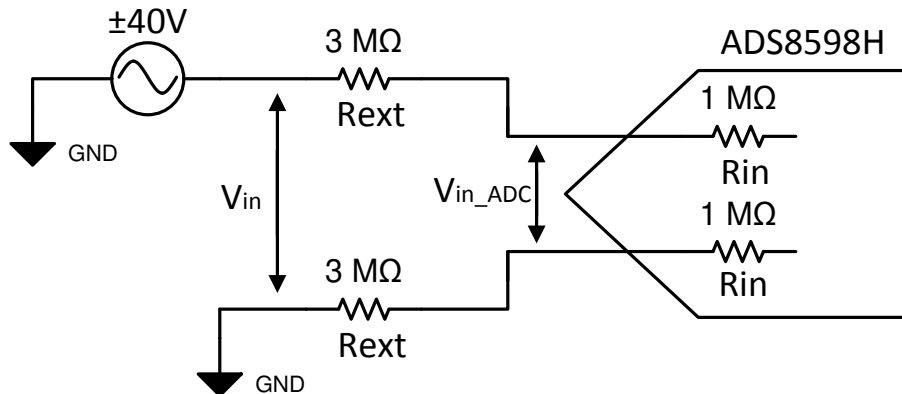 ±40V
3 MΩ
Rext
GND
Vin
Vin_ADC
ADS8598H
1 MΩ
Rin
1 MΩ
Rin
3 MΩ
Rext
GND